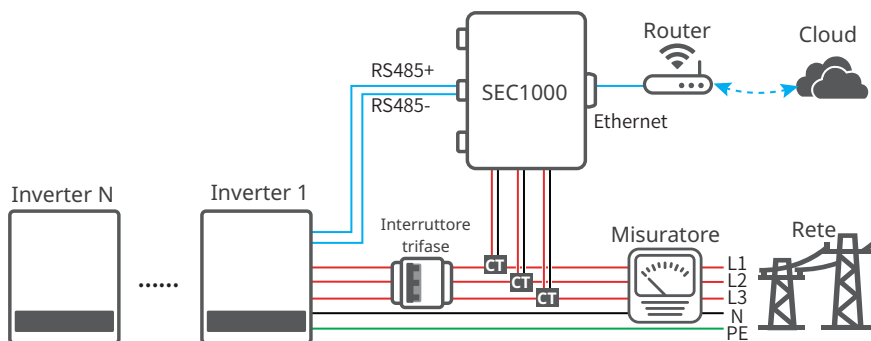 Router
Cloud
RS485+
SEC1000
RS485-
Ethernet
Inverter N
Inverter 1
Interruttore
trifase
Misuratore
Rete
......
CT
CT
CT
L1
L2
L3
N
PE